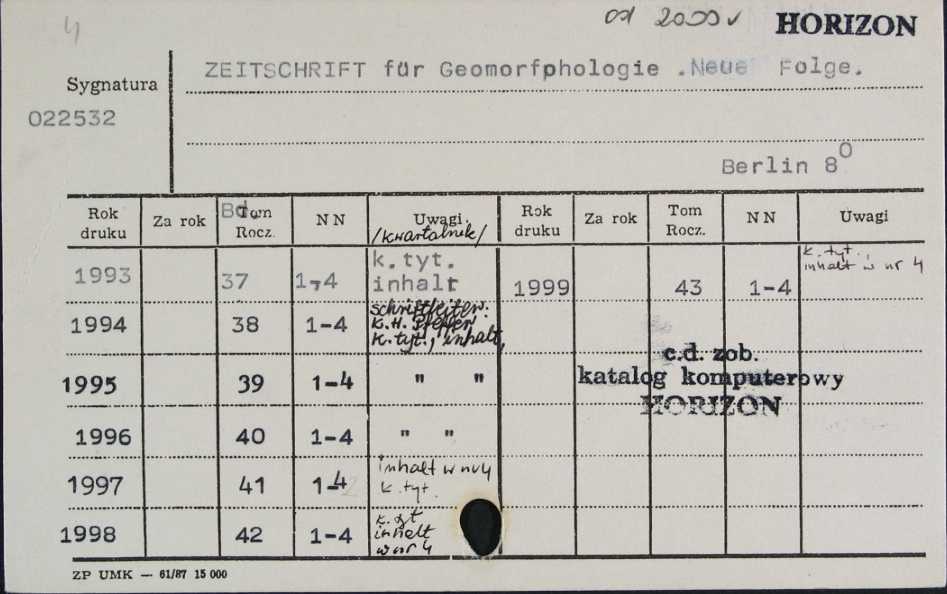 4 od 2000 HORIZON
Sygnatura ZEITSCHRIFT für Geomorfphologie .Neue Folge.
022532
Berlin 8⁰
Rok druku Za rok Bd. Tom Rocz. NN Uwagi /kwartalnik/ Rok druku Za rok Tom Rocz. NN Uwagi
1993 37 1-4 k.tyt. inhalt 1999 43 1-4 k. tyt. inhalt w nr 4
1994 38 1-4 schriftleiter: K.H. Pfeffer k.tyt., inhalt,
c.d. zob.
1995 39 1-4 " " katalog komputerowy
HORIZON
1996 40 1-4 " "
1997 41 1-4 inhalt w nr 4 k.tyt.
1998 42 1-4 k.tyt inhalt w nr 4
ZP UMK — 61/87 15 000